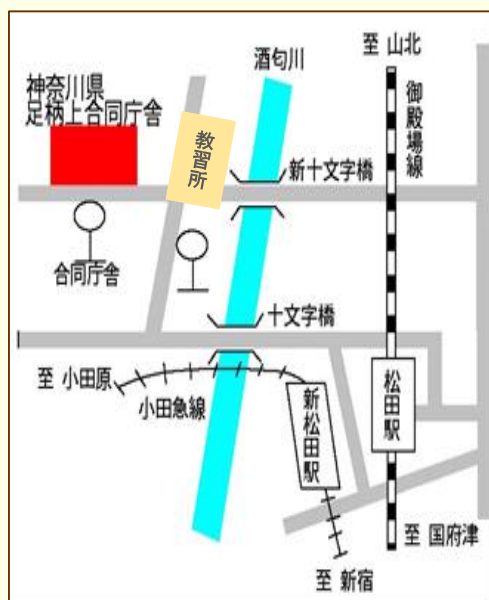 至 山北
酒匂川
神奈川県
足柄上合同庁舎
御殿場線
教習所
新十文字橋
合同庁舎
十文字橋
至 小田原
小田急線
新松田駅
松田駅
至 国府津
至 新宿